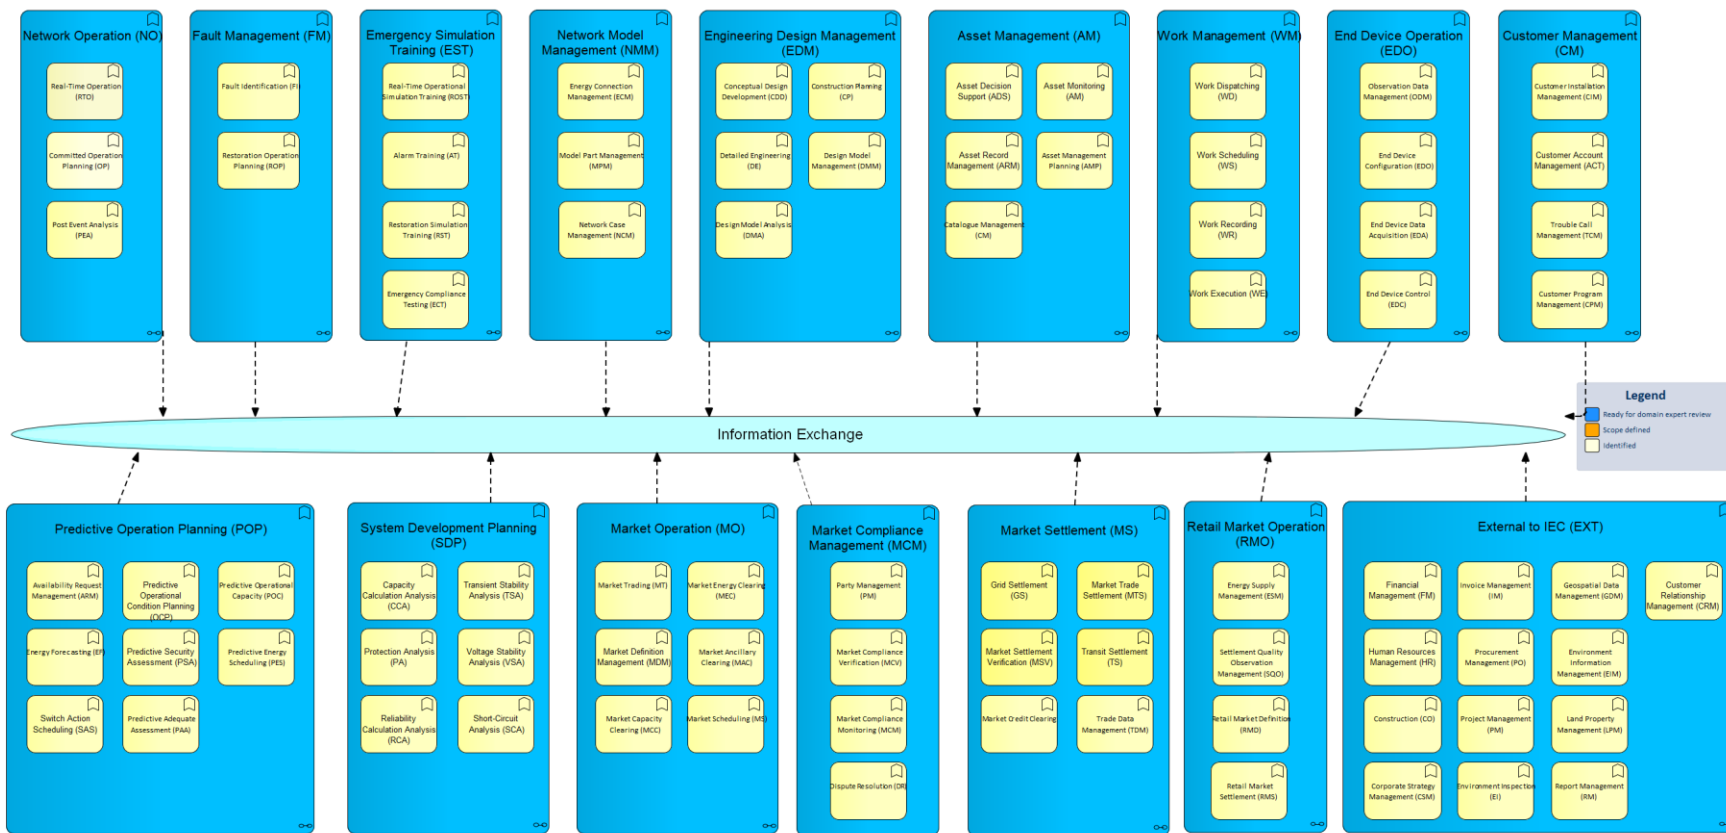 Network Operation (NO)
Real-Time Operation
(RTO)
Committed Operation
Planning (OP)
Post Event Analysis
(PEA)
Fault Management (FM)
Fault Identification (FI)
Restoration Operation
Planning (ROP)
Emergency Simulation
Training (EST)
Real-Time Operational
Simulation Training (ROST)
Alarm Training (AT)
Restoration Simulation
Training (RST)
Emergency Compliance
Testing (ECT)
Network Model
Management (NMM)
Energy Connection
Management (ECM)
Model Part Management
(MPM)
Network Case
Management (NCM)
Engineering Design Management
(EDM)
Conceptual Design
Development (CDD)
Construction Planning
(CP)
Detailed Engineering
(DE)
Design Model
Management (DMM)
Design Model Analysis
(DMA)
Asset Management (AM)
Asset Decision
Support (ADS)
Asset Monitoring
(AM)
Asset Record
Management (ARM)
Asset Management
Planning (AMP)
Catalogue Management
(CM)
Work Management (WM)
Work Dispatching
(WD)
Work Scheduling
(WS)
Work Recording
(WR)
Work Execution (WE)
End Device Operation
(EDO)
Observation Data
Management (ODM)
End Device
Configuration (EDO)
End Device Data
Acquisition (EDA)
End Device Control
(EDC)
Customer Management
(CM)
Customer Installation
Management (CIM)
Customer Account
Management (ACT)
Trouble Call
Management (TCM)
Customer Program
Management (CPM)
Legend
Ready for domain expert review
Scope defined
Identified
Information Exchange
Predictive Operation Planning (POP)
Availability Request
Management (ARM)
Predictive
Operational
Condition Planning
(OCP)
Predictive Operational
Capacity (POC)
Energy Forecasting (EF)
Predictive Security
Assessment (PSA)
Predictive Energy
Scheduling (PES)
Switch Action
Scheduling (SAS)
Predictive Adequate
Assessment (PAA)
System Development Planning
(SDP)
Capacity
Calculation Analysis
(CCA)
Transient Stability
Analysis (TSA)
Protection Analysis
(PA)
Voltage Stability
Analysis (VSA)
Reliability
Calculation Analysis
(RCA)
Short-Circuit
Analysis (SCA)
Market Operation (MO)
Market Trading (MT)
Market Energy Clearing
(MEC)
Market Definition
Management (MDM)
Market Ancillary
Clearing (MAC)
Market Capacity
Clearing (MCC)
Market Scheduling (MS)
Market Compliance
Management (MCM)
Party Management
(PM)
Market Compliance
Verification (MCV)
Market Compliance
Monitoring (MCM)
Dispute Resolution (DR)
Market Settlement (MS)
Grid Settlement
(GS)
Market Trade
Settlement (MTS)
Market Settlement
Verification (MSV)
Transit Settlement
(TS)
Market Credit Clearing
Trade Data
Management (TDM)
Retail Market Operation
(RMO)
Energy Supply
Management (ESM)
Settlement Quality
Observation
Management (SQO)
Retail Market Definition
(RMD)
Retail Market
Settlement (RMS)
External to IEC (EXT)
Financial
Management (FM)
Invoice Management
(IM)
Geospatial Data
Management (GDM)
Customer
Relationship
Management (CRM)
Human Resources
Management (HR)
Procurement
Management (PO)
Environment
Information
Management (EIM)
Construction (CO)
Project Management
(PM)
Land Property
Management (LPM)
Corporate Strategy
Management (CSM)
Environment Inspection
(EI)
Report Management
(RM)